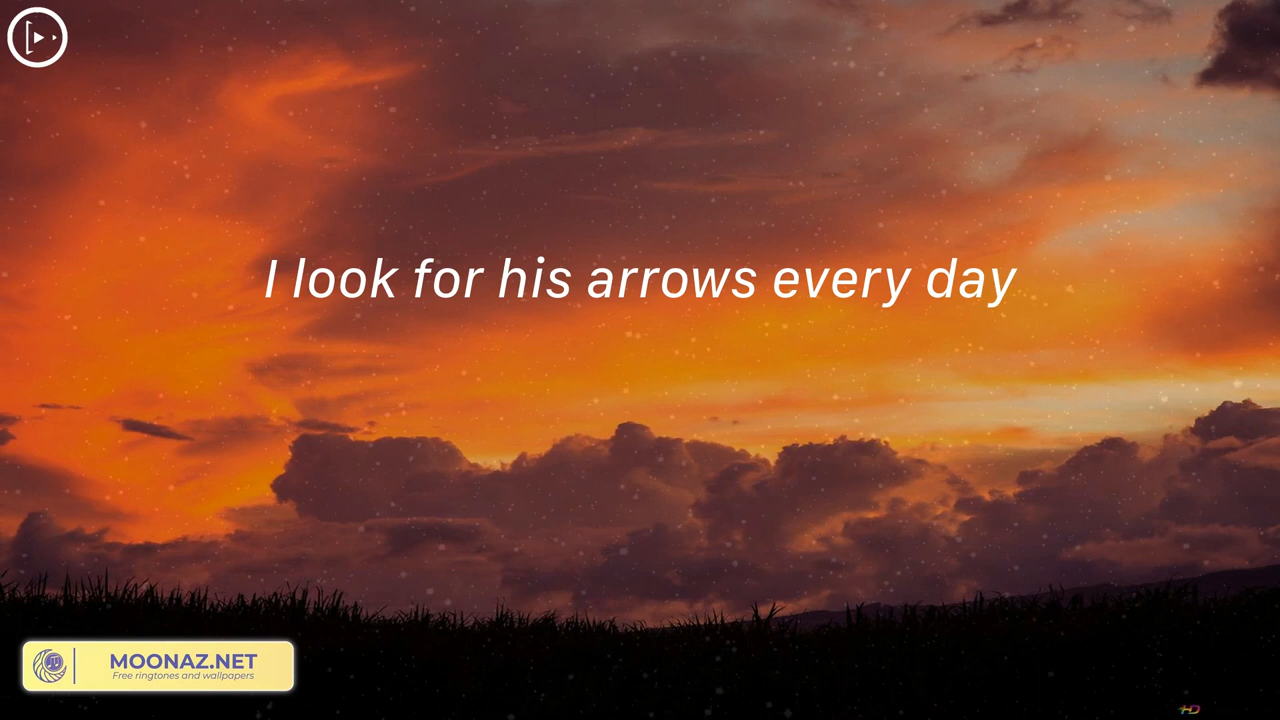 I look for his arrows every day
MOONAZ.NET
Free ringtones and wallpapers
HD